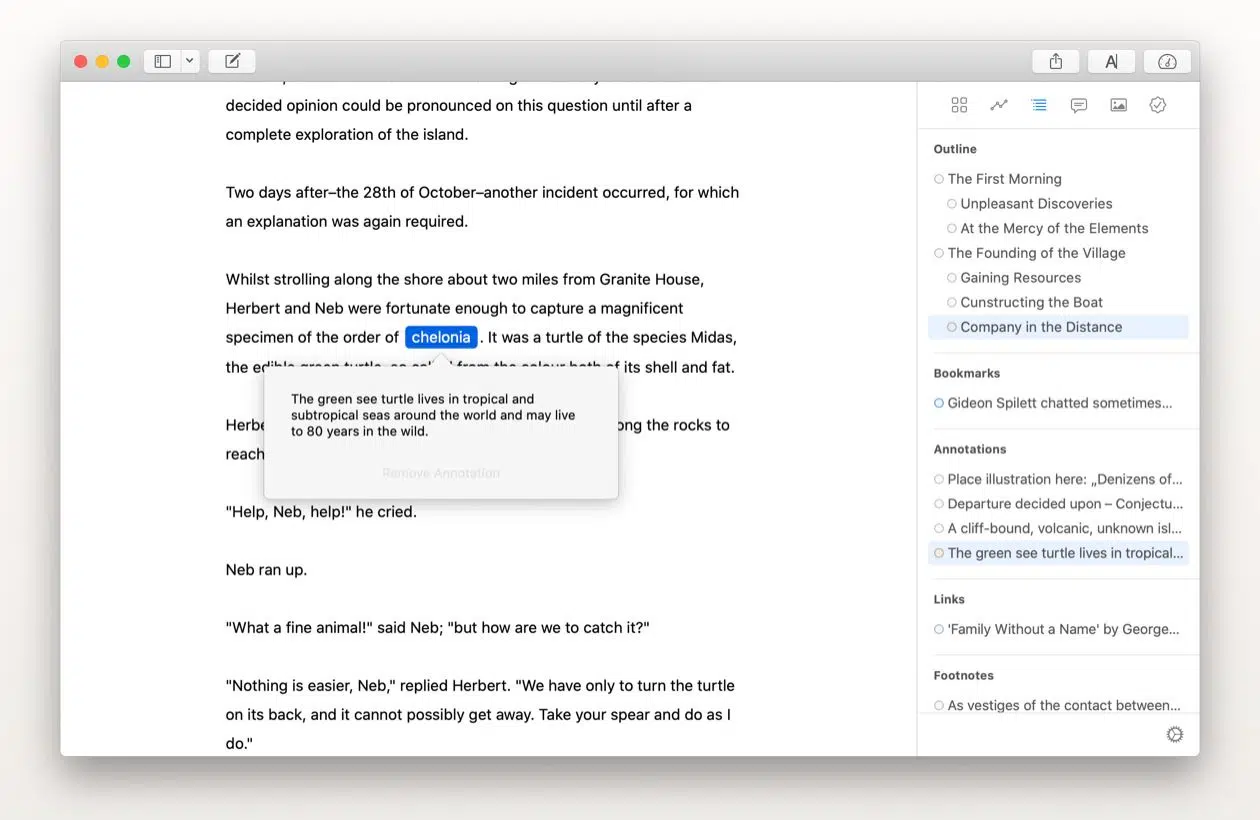 decided opinion could be pronounced on this question until after a
complete exploration of the island.
Two days after–the 28th of October–another incident occurred, for which
an explanation was again required.
Whilst strolling along the shore about two miles from Granite House,
Herbert and Neb were fortunate enough to capture a magnificent
specimen of the order of chelonia . It was a turtle of the species Midas,
the edible green turtle, so called from the colour both of its shell and fat.
Herbe
ong the rocks to
reach
The green see turtle lives in tropical and
subtropical seas around the world and may live
to 80 years in the wild.
Remove Annotation
"Help, Neb, help!" he cried.
Neb ran up.
"What a fine animal!" said Neb; "but how are we to catch it?"
"Nothing is easier, Neb," replied Herbert. "We have only to turn the turtle
on its back, and it cannot possibly get away. Take your spear and do as I
do."
Outline
The First Morning
Unpleasant Discoveries
At the Mercy of the Elements
The Founding of the Village
Gaining Resources
Cunstructing the Boat
Company in the Distance
Bookmarks
Gideon Spilett chatted sometimes...
Annotations
Place illustration here: „Denizens of...
Departure decided upon – Conjectu...
A cliff-bound, volcanic, unknown isl...
The green see turtle lives in tropical...
Links
'Family Without a Name' by George...
Footnotes
As vestiges of the contact between...